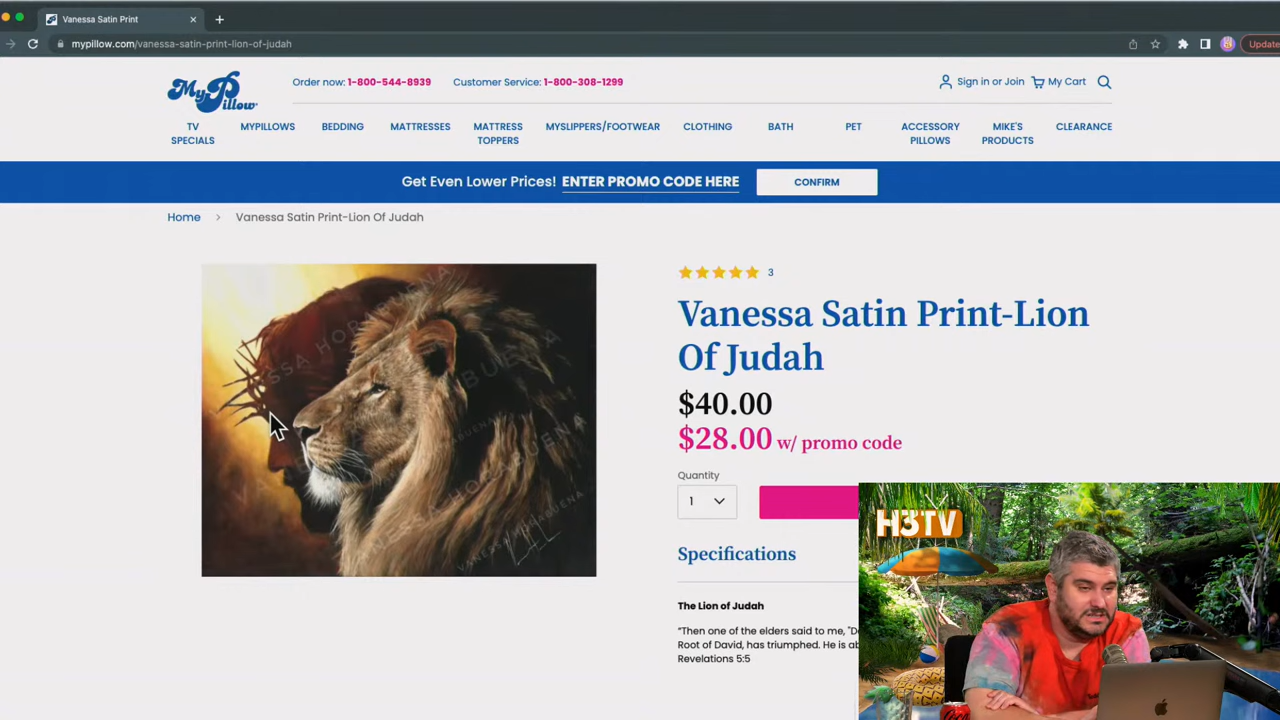 Vanessa Satin Print
mypillow.com/vanessa-satin-print-lion-of-judah
Update
MyPillow
Order now: 1-800-544-8939
Customer Service: 1-800-308-1299
Sign in or Join
My Cart
TV SPECIALS
MYPILLOWS
BEDDING
MATTRESSES
MATTRESS TOPPERS
MYSLIPPERS/FOOTWEAR
CLOTHING
BATH
PET
ACCESSORY PILLOWS
MIKE'S PRODUCTS
CLEARANCE
Get Even Lower Prices! ENTER PROMO CODE HERE
CONFIRM
Home > Vanessa Satin Print-Lion Of Judah
VANESSA HORABUENA
3
Vanessa Satin Print-Lion
Of Judah
$40.00
$28.00 w/ promo code
Quantity
1
Specifications
The Lion of Judah
"Then one of the elders said to me, "D
Root of David, has triumphed. He is ab
Revelations 5:5
H3TV